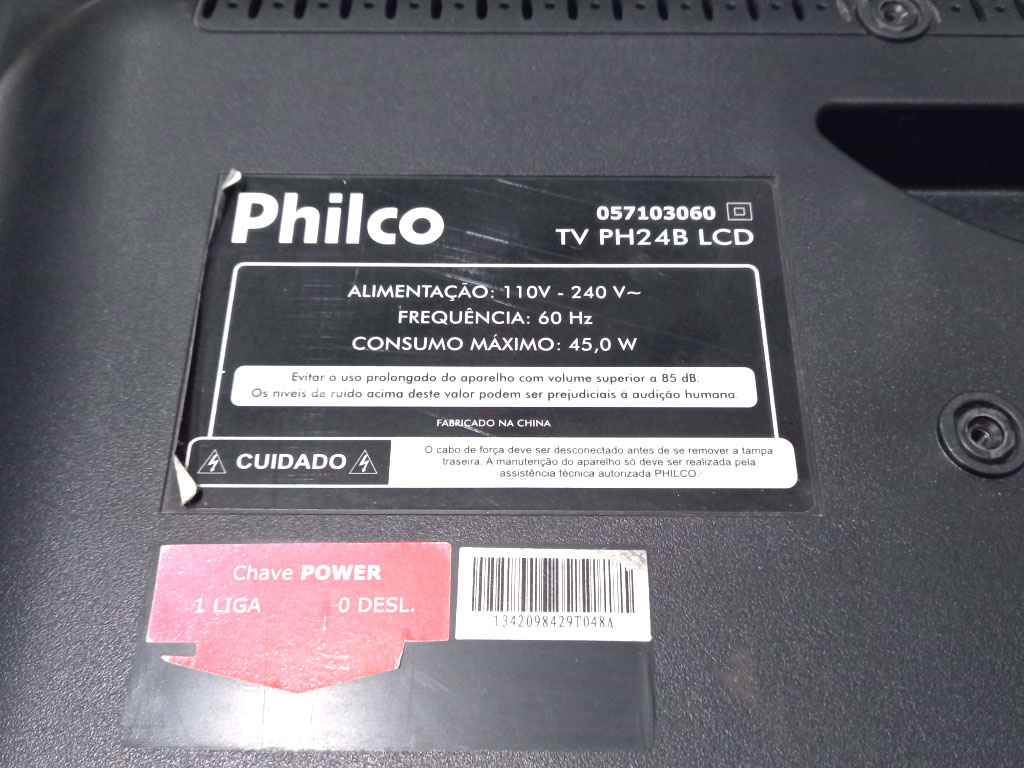 Philco
057103060
TV PH24B LCD
ALIMENTAÇÃO: 110V - 240 V~
FREQUÊNCIA: 60 Hz
CONSUMO MÁXIMO: 45,0 W
Evitar o uso prolongado do aparelho com volume superior a 85 dB.
Os níveis de ruído acima deste valor podem ser prejudiciais à audição humana.
FABRICADO NA CHINA
CUIDADO
O cabo de força deve ser desconectado antes de se remover a tampa
traseira. A manutenção do aparelho só deve ser realizada pela
assistência técnica autorizada PHILCO.
Chave POWER
1 LIGA 0 DESL.
1342098429T048A